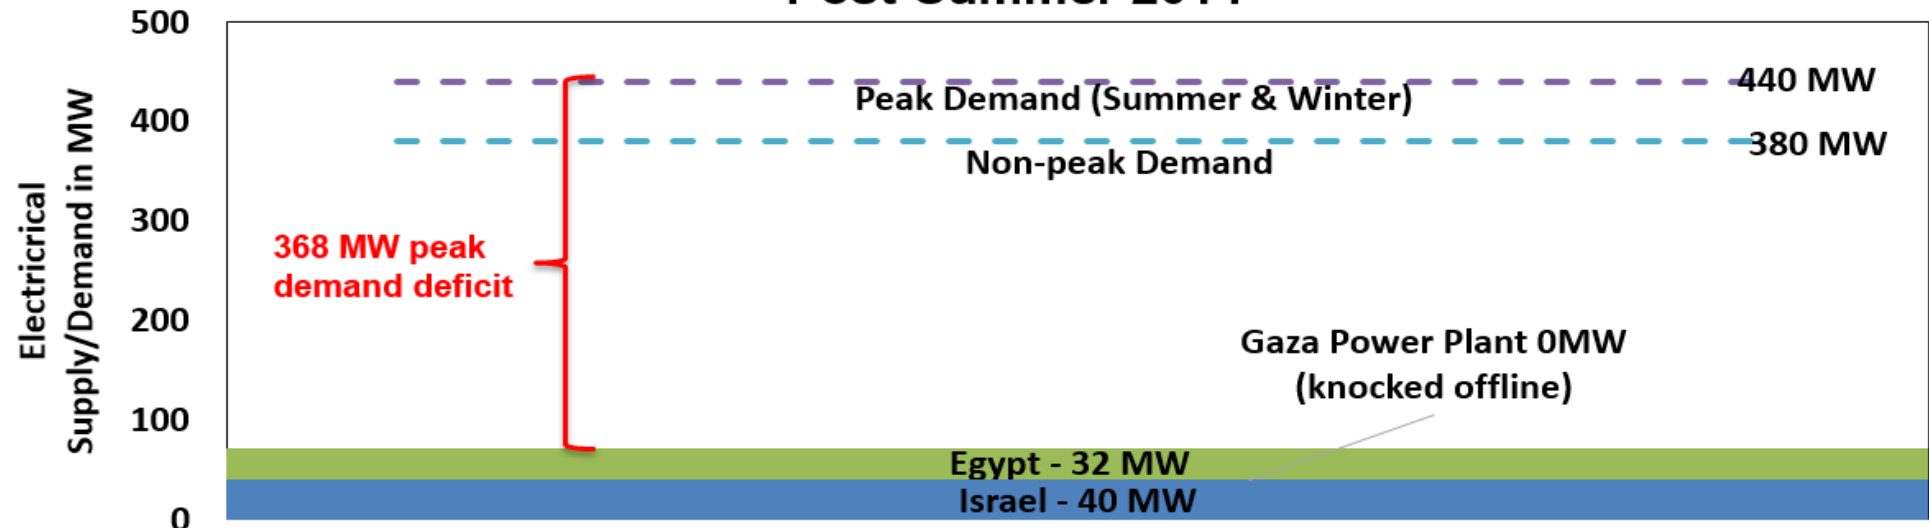 500
440 MW
Peak Demand (Summer & Winter)
400
380 MW
Non-peak Demand
Electricrical
Supply/Demand in MW
300
368 MW peak
demand deficit
200
Gaza Power Plant 0MW
(knocked offline)
100
Egypt - 32 MW
Israel - 40 MW
0